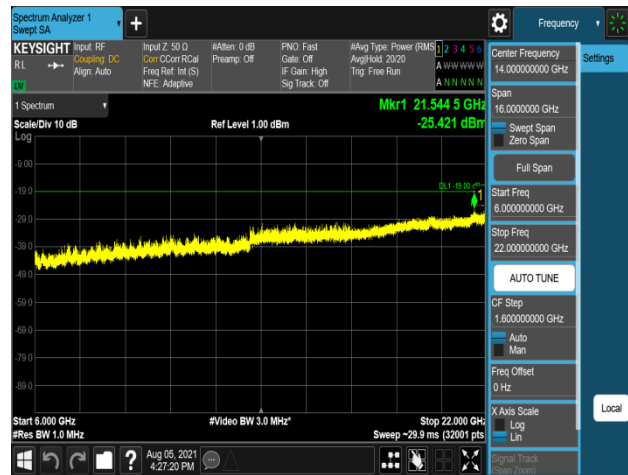 Spectrum Analyzer 1
Swept SA
Frequency
KEYSIGHT
RL
Input: RF
Coupling: DC
Align: Auto
Input Z: 50 Ω
Corr CCorr RCal
Freq Ref: Int (S)
NFE: Adaptive
#Atten: 0 dB
Preamp: Off
PNO: Fast
Gate: Off
IF Gain: High
Sig Track: Off
#Avg Type: Power (RMS
Avg|Hold: 20/20
Trig: Free Run
1 2 3 4 5 6
A W W W W W
A N N N N N
1 Spectrum
Scale/Div 10 dB
Log
Ref Level 1.00 dBm
Mkr1 21.544 5 GHz
-25.421 dBm
-9.00
-19.0
-29.0
-39.0
-49.0
-59.0
-69.0
-79.0
-89.0
DL1 -19.00 dB
1
Start 6.000 GHz
#Res BW 1.0 MHz
#Video BW 3.0 MHz*
Stop 22.000 GHz
Sweep ~29.9 ms (32001 pts
Aug 05, 2021
4:27:20 PM
Center Frequency
14.000000000 GHz
Span
16.0000000 GHz
Swept Span
Zero Span
Full Span
Start Freq
6.000000000 GHz
Stop Freq
22.000000000 GHz
AUTO TUNE
CF Step
1.600000000 GHz
Auto
Man
Freq Offset
0 Hz
X Axis Scale
Log
Lin
Signal Track
(Span Zoom)
Settings
Local